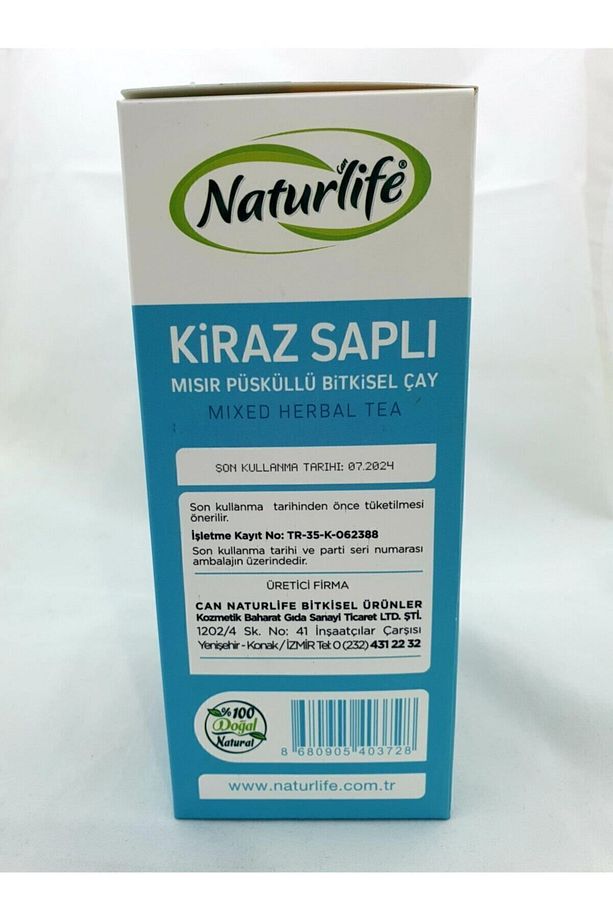 Can
Naturlife®
KiRAZ SAPLI
MISIR PÜSKÜLLÜ BiTKiSEL ÇAY
MIXED HERBAL TEA
SON KULLANMA TARIHI: 07.2024
Son kullanma tarihinden önce tüketilmesi
önerilir.
İşletme Kayıt No: TR-35-K-062388
Son kullanma tarihi ve parti seri numarası
ambalajın üzerindedir.
ÜRETİCİ FİRMA
CAN NATURLIFE BİTKİSEL ÜRÜNLER
Kozmetik Baharat Gıda Sanayi Ticaret LTD. ŞTİ.
1202/4 Sk. No: 41 İnşaatçılar Çarşısı
Yenişehir - Konak / İZMİR Tel: 0 (232) 431 22 32
%100
Doğal
Natural
8 680905 403728
www.naturlife.com.tr